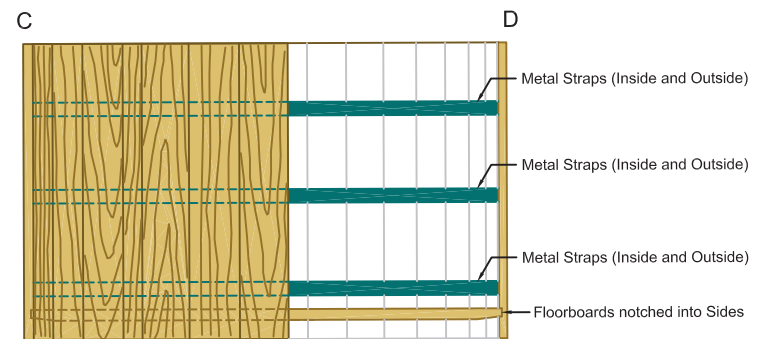 C
D
Metal Straps (Inside and Outside)
Metal Straps (Inside and Outside)
Metal Straps (Inside and Outside)
Floorboards notched into Sides